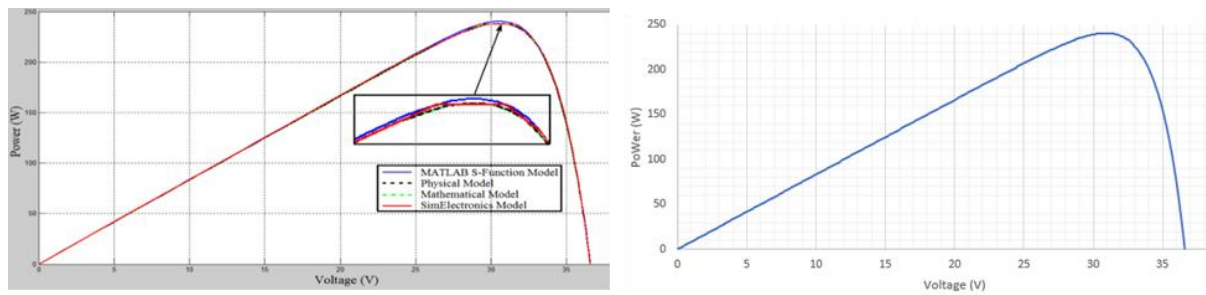 250
200
150
100
50
0
Power (W)
0 5 10 15 20 25 30 35
Voltage (V)
MATLAB S-Function Model
Physical Model
Mathematical Model
SimElectronics Model
250
200
150
100
50
0
PoWer (W)
0 5 10 15 20 25 30 35
Voltage (V)